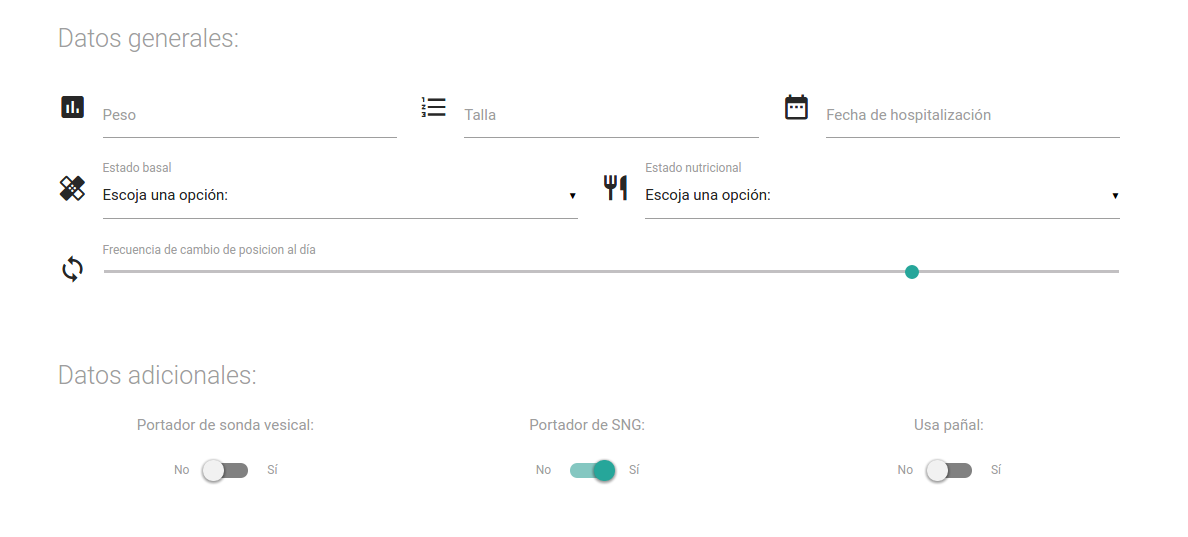 Datos generales:
Peso
Talla
Fecha de hospitalización
Estado basal
Estado nutricional
Escoja una opción:
Escoja una opción:
Frecuencia de cambio de posicion al día
Datos adicionales:
Portador de sonda vesical:
Portador de SNG:
Usa pañal:
No
Sí
No
Sí
No
Sí